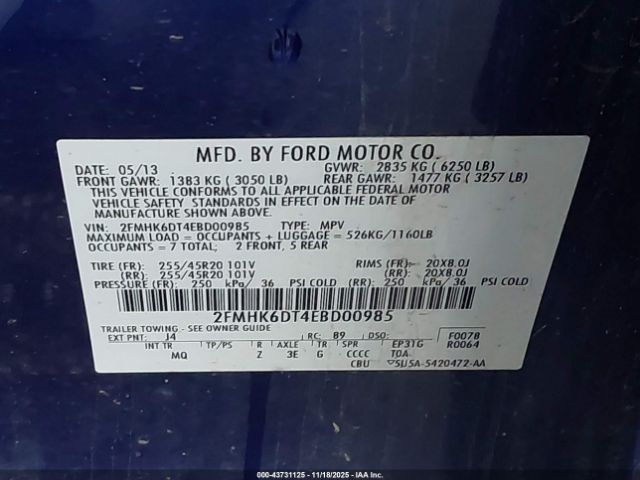 MFD. BY FORD MOTOR CO.
DATE: 05/13 GVWR: 2835 KG ( 6250 LB)
FRONT GAWR: 1383 KG ( 3050 LB) REAR GAWR: 1477 KG ( 3257 LB)
THIS VEHICLE CONFORMS TO ALL APPLICABLE FEDERAL MOTOR
VEHICLE SAFETY STANDARDS IN EFFECT ON THE DATE OF
MANUFACTURE SHOWN ABOVE.
VIN: 2FMHK6DT4EBD00985 TYPE: MPV
MAXIMUM LOAD = OCCUPANTS + LUGGAGE = 526KG/1160LB
OCCUPANTS = 7 TOTAL; 2 FRONT, 5 REAR
TIRE (FR): 255/45R20 101V RIMS (FR): 20X8.0J
(RR): 255/45R20 101V (RR): 20X8.0J
PRESSURE (FR): 250 kPa/ 36 PSI COLD (RR): 250 kPa/ 36 PSI COLD
2FMHK6DT4EBD00985
TRAILER TOWING - SEE OWNER GUIDE
EXT PNT: J4 RC: 89 DSO: F0078
INT TR TP/PS R AXLE TR SPR EP31G R0064
MQ Z 3E G CCCC TDA
CBU ▽5U5A-5420472-AA
000-43731125 - 11/18/2025 - IAA Inc.